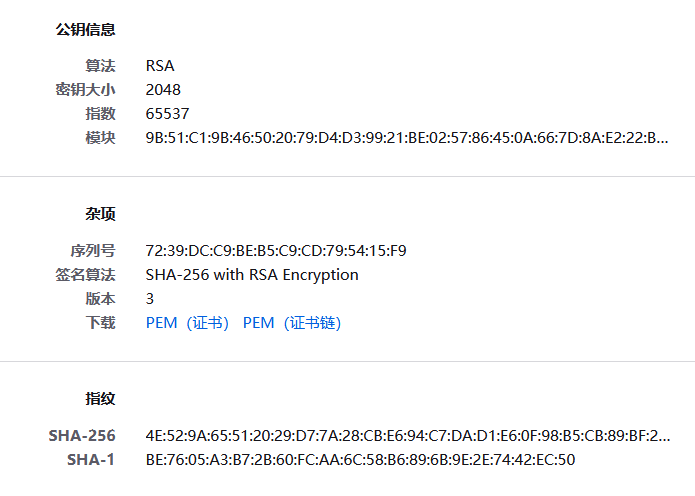 公钥信息
算法 RSA
密钥大小 2048
指数 65537
模块 9B:51:C1:9B:46:50:20:79:D4:D3:99:21:BE:02:57:86:45:0A:66:7D:8A:E2:22:B...
杂项
序列号 72:39:DC:C9:BE:B5:C9:CD:79:54:15:F9
签名算法 SHA-256 with RSA Encryption
版本 3
下载 PEM（证书） PEM（证书链）
指纹
SHA-256 4E:52:9A:65:51:20:29:D7:7A:28:CB:E6:94:C7:DA:D1:E6:0F:98:B5:CB:89:BF:2...
SHA-1 BE:76:05:A3:B7:2B:60:FC:AA:6C:58:B6:89:6B:9E:2E:74:42:EC:50